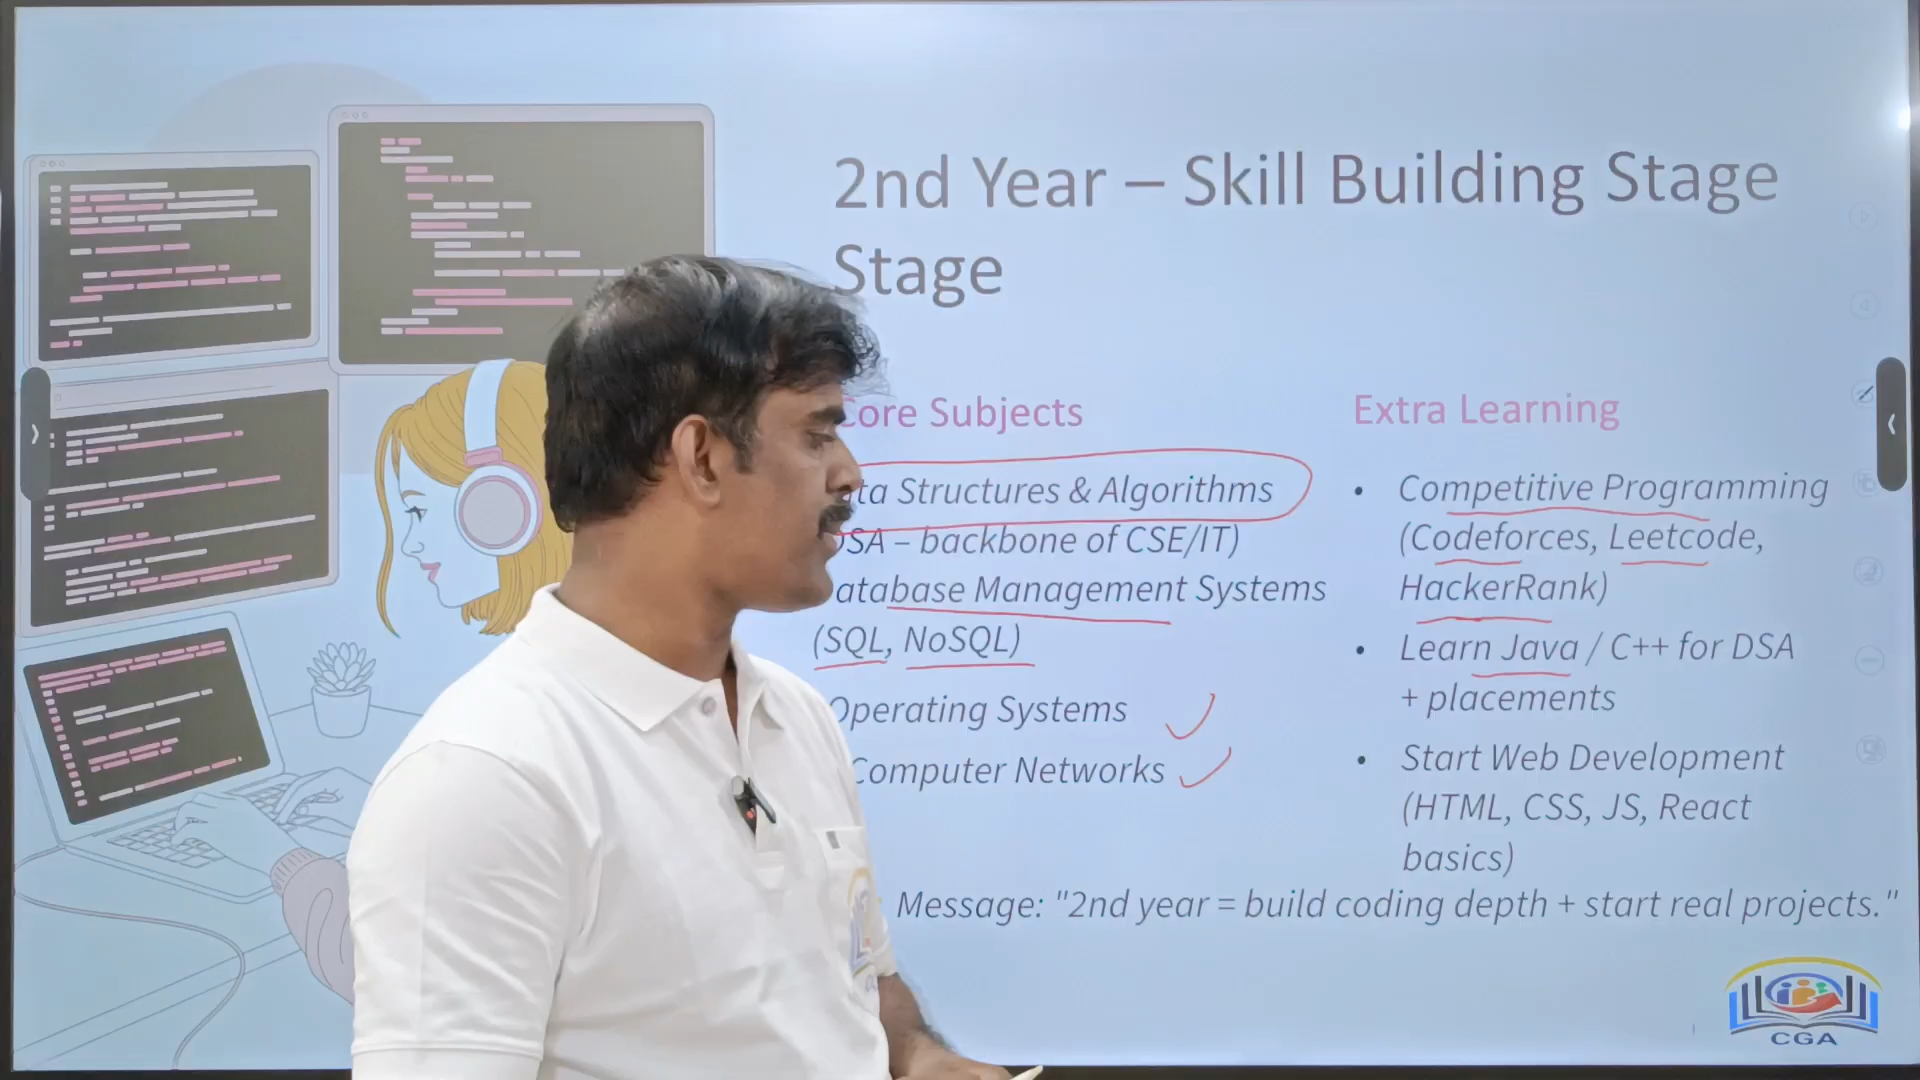 2nd Year – Skill Building Stage
Stage
Core Subjects
ta Structures & Algorithms
DSA – backbone of CSE/IT)
atabase Management Systems
(SQL, NoSQL)
Operating Systems
Computer Networks
Extra Learning
• Competitive Programming
(Codeforces, Leetcode,
HackerRank)
• Learn Java / C++ for DSA
+ placements
• Start Web Development
(HTML, CSS, JS, React
basics)
Message: "2nd year = build coding depth + start real projects."
CGA